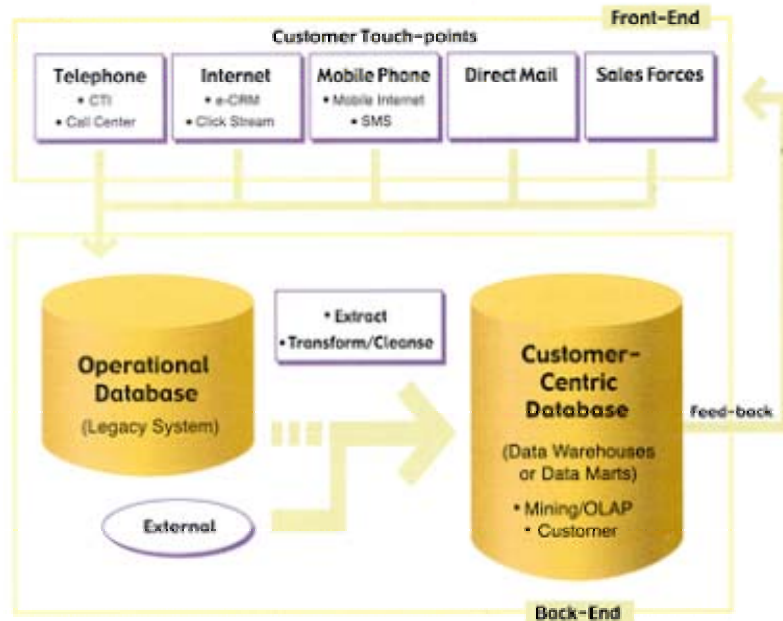 Front-End
Customer Touch-points
Telephone
• CTI
• Call Center
Internet
• e-CRM
• Click Stream
Mobile Phone
• Mobile Internet
• SMS
Direct Mail
Sales Forces
Operational
Database
(Legacy System)
• Extract
• Transform/Cleanse
External
Customer-
Centric
Database
(Data Warehouses
or Data Marts)
• Mining/OLAP
• Customer
Feed-back
Back-End